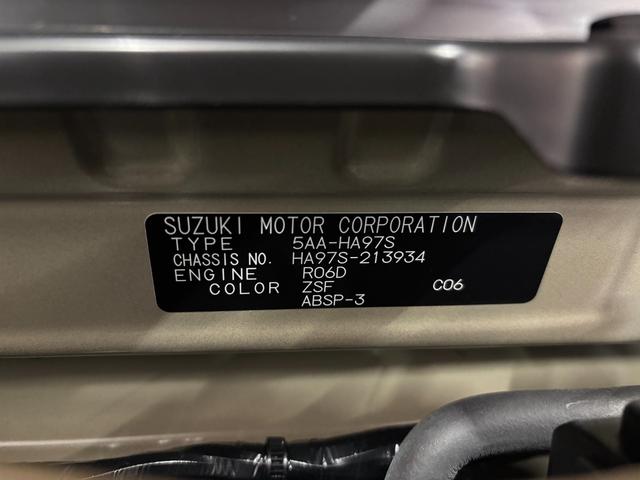 SUZUKI MOTOR CORPORATION
TYPE 5AA-HA97S
CHASSIS NO. HA97S-213934
ENGINE R06D
COLOR ZSF C06
ABSP-3